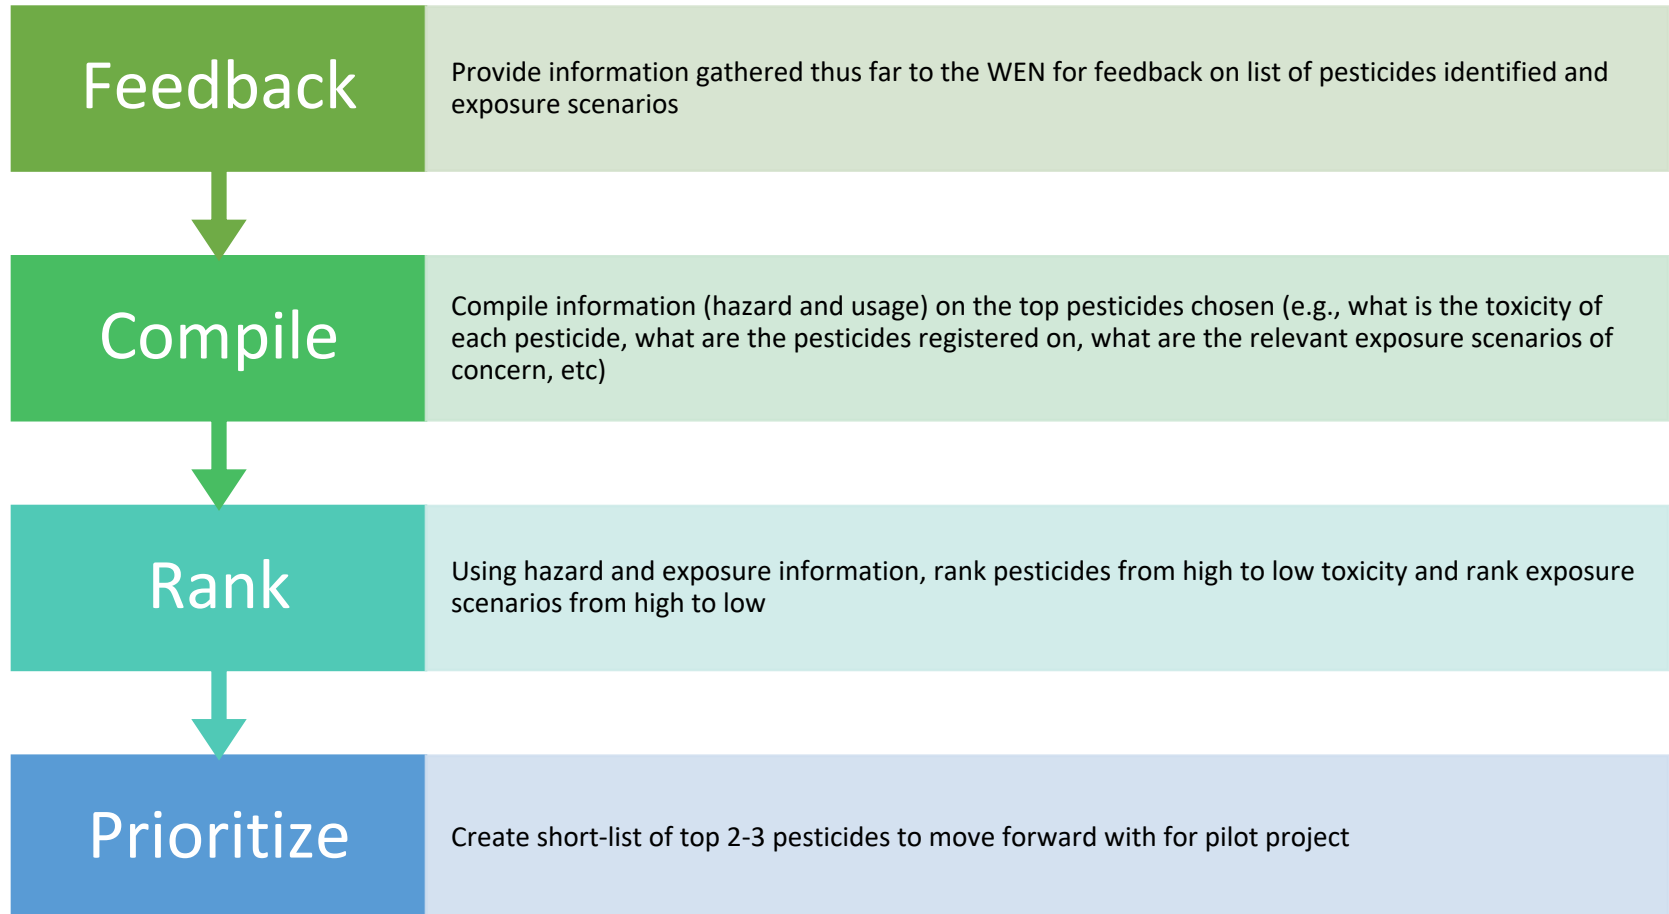 Feedback
Provide information gathered thus far to the WEN for feedback on list of pesticides identified and
exposure scenarios
Compile
Compile information (hazard and usage) on the top pesticides chosen (e.g., what is the toxicity of
each pesticide, what are the pesticides registered on, what are the relevant exposure scenarios of
concern, etc)
Rank
Using hazard and exposure information, rank pesticides from high to low toxicity and rank exposure
scenarios from high to low
Prioritize
Create short-list of top 2-3 pesticides to move forward with for pilot project